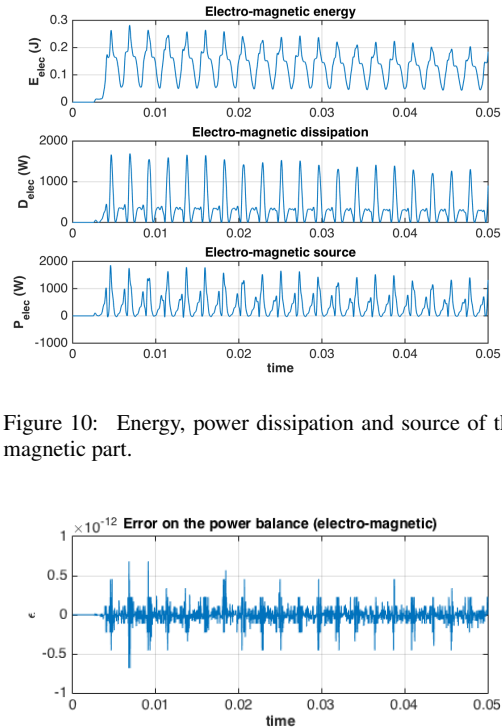 Electro-magnetic energy
E_elec (J)
0.3
0.2
0.1
0
0 0.01 0.02 0.03 0.04 0.05
Electro-magnetic dissipation
D_elec (W)
2000
1000
0
0 0.01 0.02 0.03 0.04 0.05
Electro-magnetic source
P_elec (W)
2000
1000
0
-1000
0 0.01 0.02 0.03 0.04 0.05
time
Figure 10: Energy, power dissipation and source of
magnetic part.
×10^-12 Error on the power balance (electro-magnetic)
ϵ
1
0.5
0
-0.5
-1
0 0.01 0.02 0.03 0.04 0.05
time